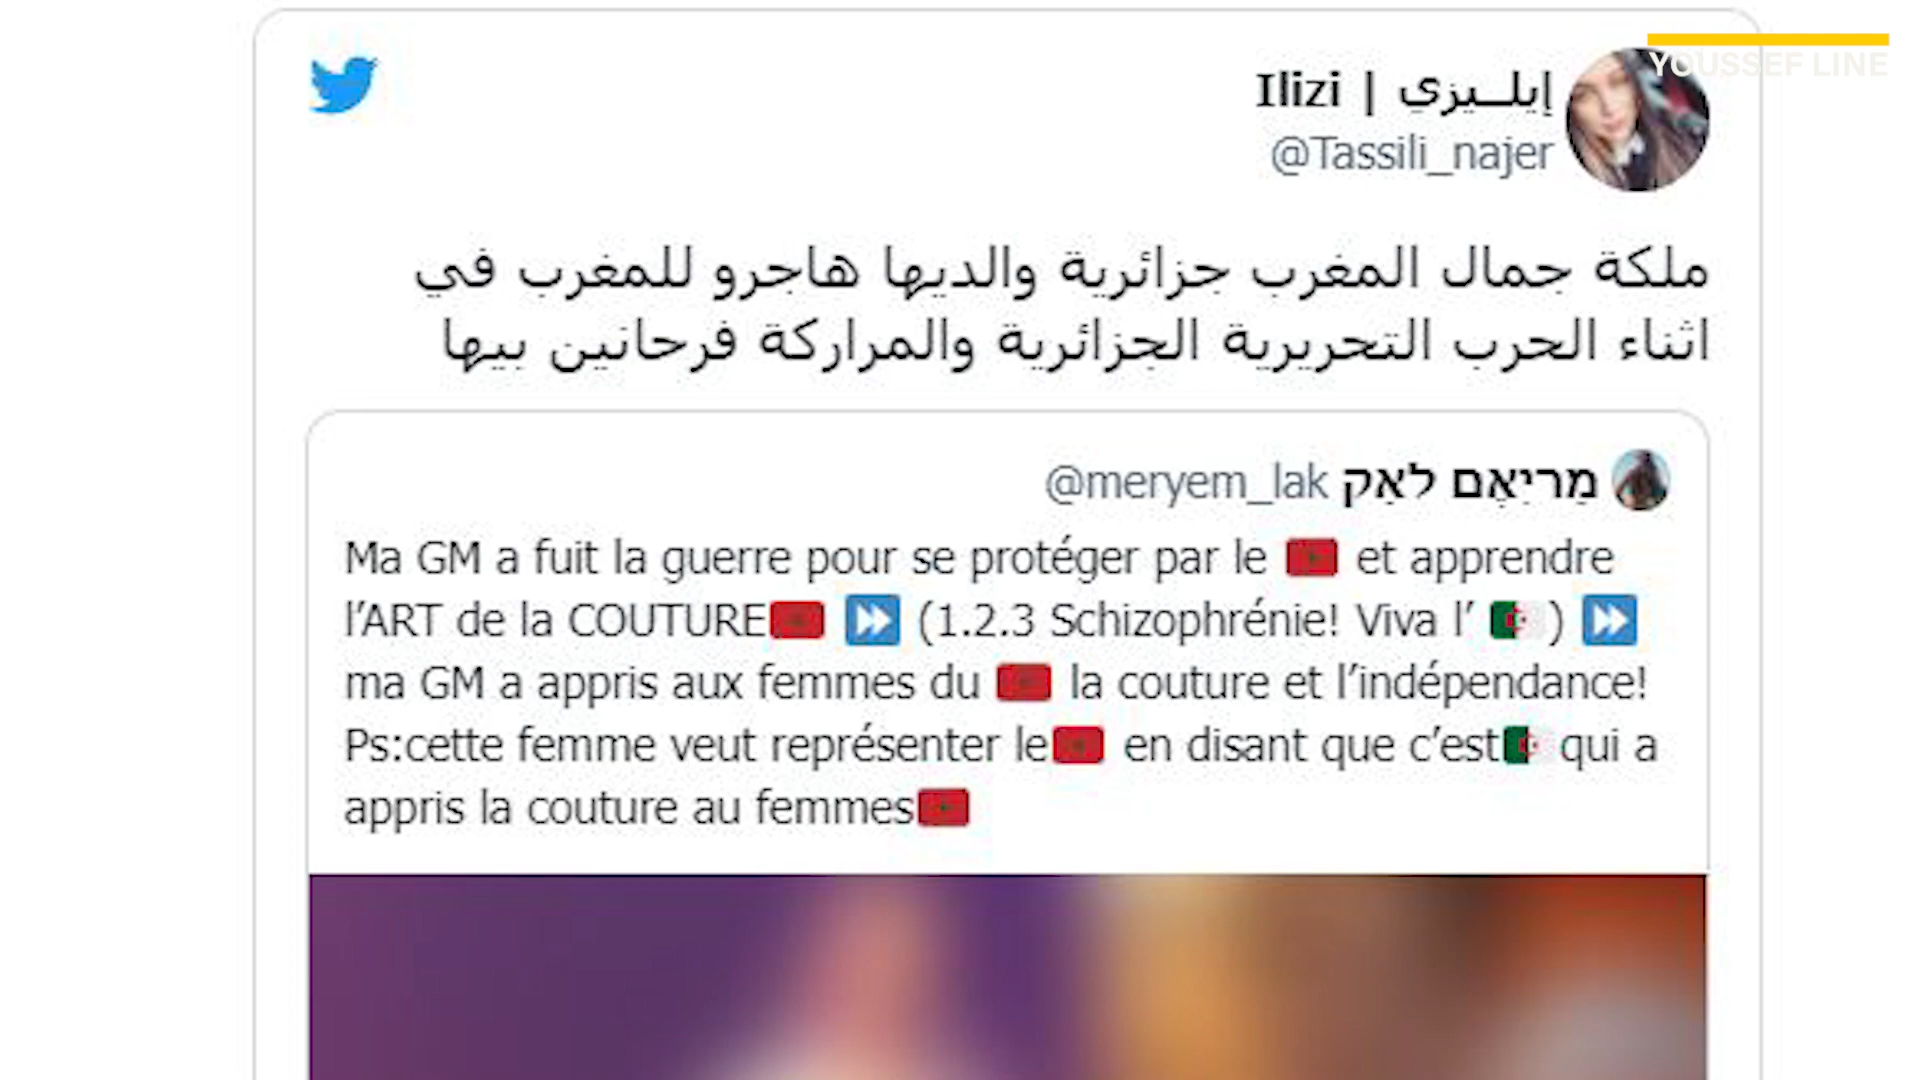 YOUSSEF LINE
إيلــيزي | Ilizi
@Tassili_najer
ملكة جمال المغرب جزائرية والديها هاجرو للمغرب في
اثناء الحرب التحريرية الجزائرية والمراركة فرحانين بيها
מִריִאֶם לאִק @meryem_lak
Ma GM a fuit la guerre pour se protéger par le 🇲🇦 et apprendre
l’ART de la COUTURE🇲🇦 ⏩ (1.2.3 Schizophrénie! Viva l’ 🇩🇿) ⏩
ma GM a appris aux femmes du 🇲🇦 la couture et l’indépendance!
Ps:cette femme veut représenter le🇲🇦 en disant que c’est🇩🇿qui a
appris la couture au femmes🇲🇦